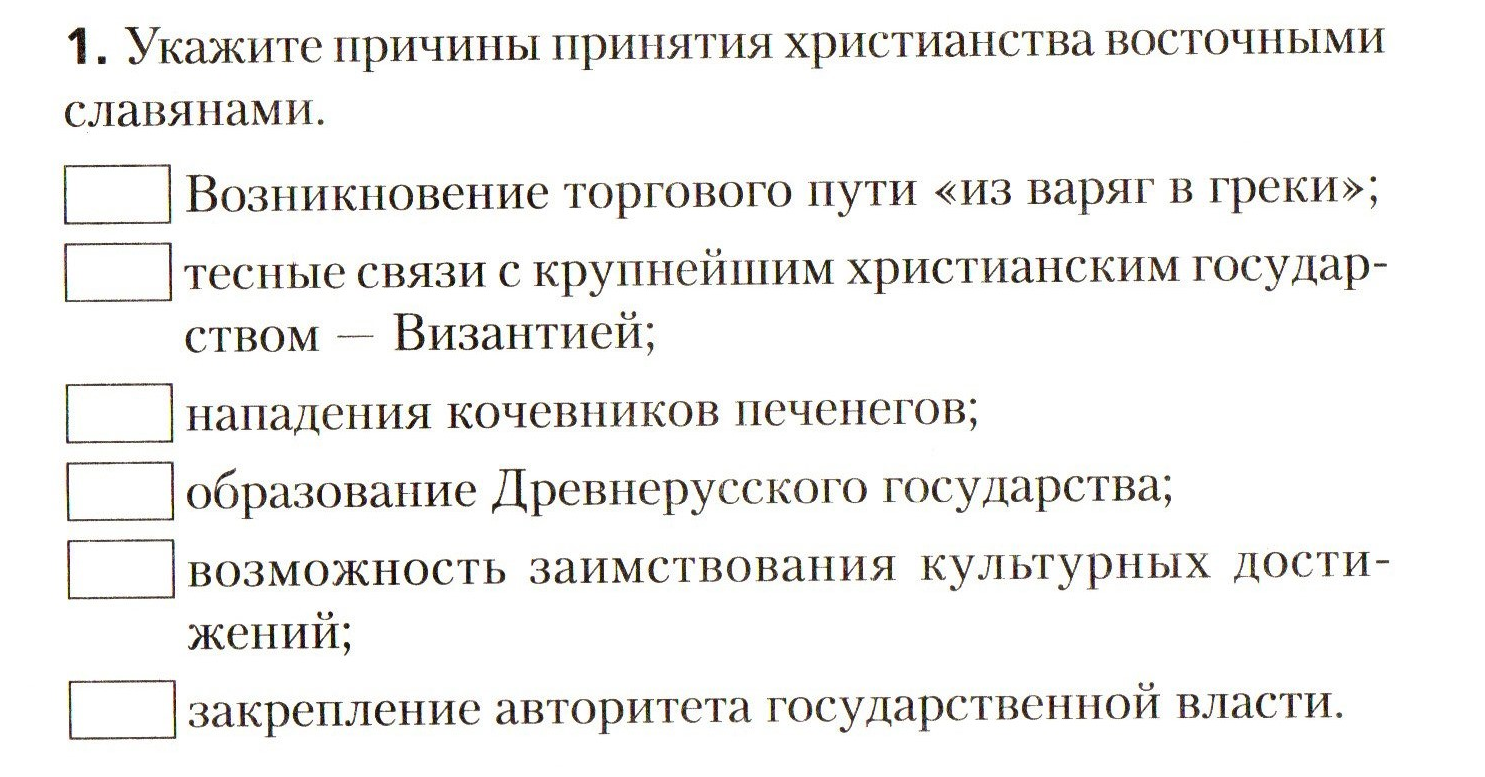 1. Укажите причины принятия христианства восточными
славянами.
Возникновение торгового пути «из варяг в греки»;
тесные связи с крупнейшим христианским государ-
ством — Византией;
нападения кочевников печенегов;
образование Древнерусского государства;
возможность заимствования культурных дости-
жений;
закрепление авторитета государственной власти.